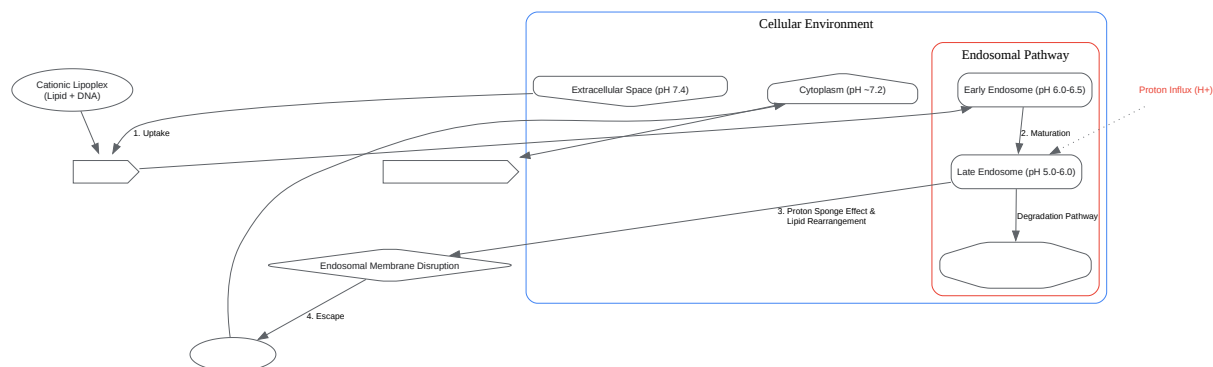 Cellular Environment
Endosomal Pathway
Cationic Lipoplex
(Lipid + DNA)
Extracellular Space (pH 7.4)
Cytoplasm (pH ~7.2)
Early Endosome (pH 6.0-6.5)
Proton Influx (H+)
1. Uptake
2. Maturation
Late Endosome (pH 5.0-6.0)
3. Proton Sponge Effect &
Lipid Rearrangement
Degradation Pathway
Endosomal Membrane Disruption
4. Escape